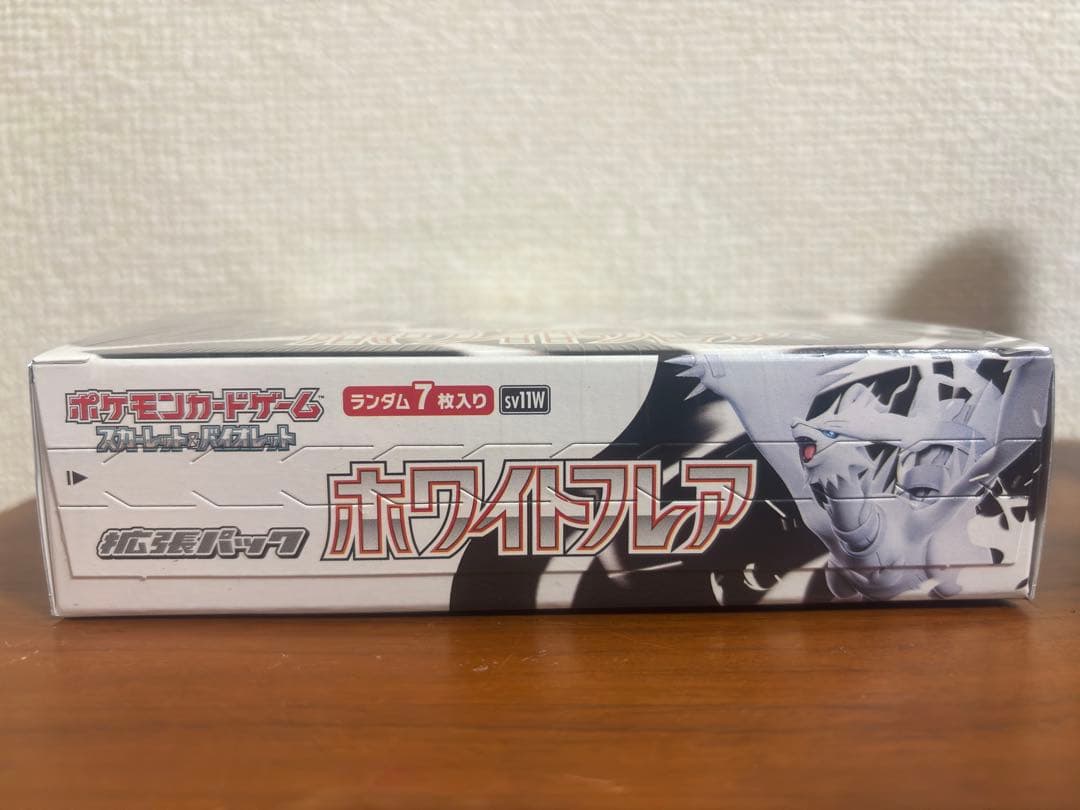 ポケモンカードゲーム™
スカーレット&バイオレット
ランダム7枚入り
SV11W
拡張パック
ホワイトフレア